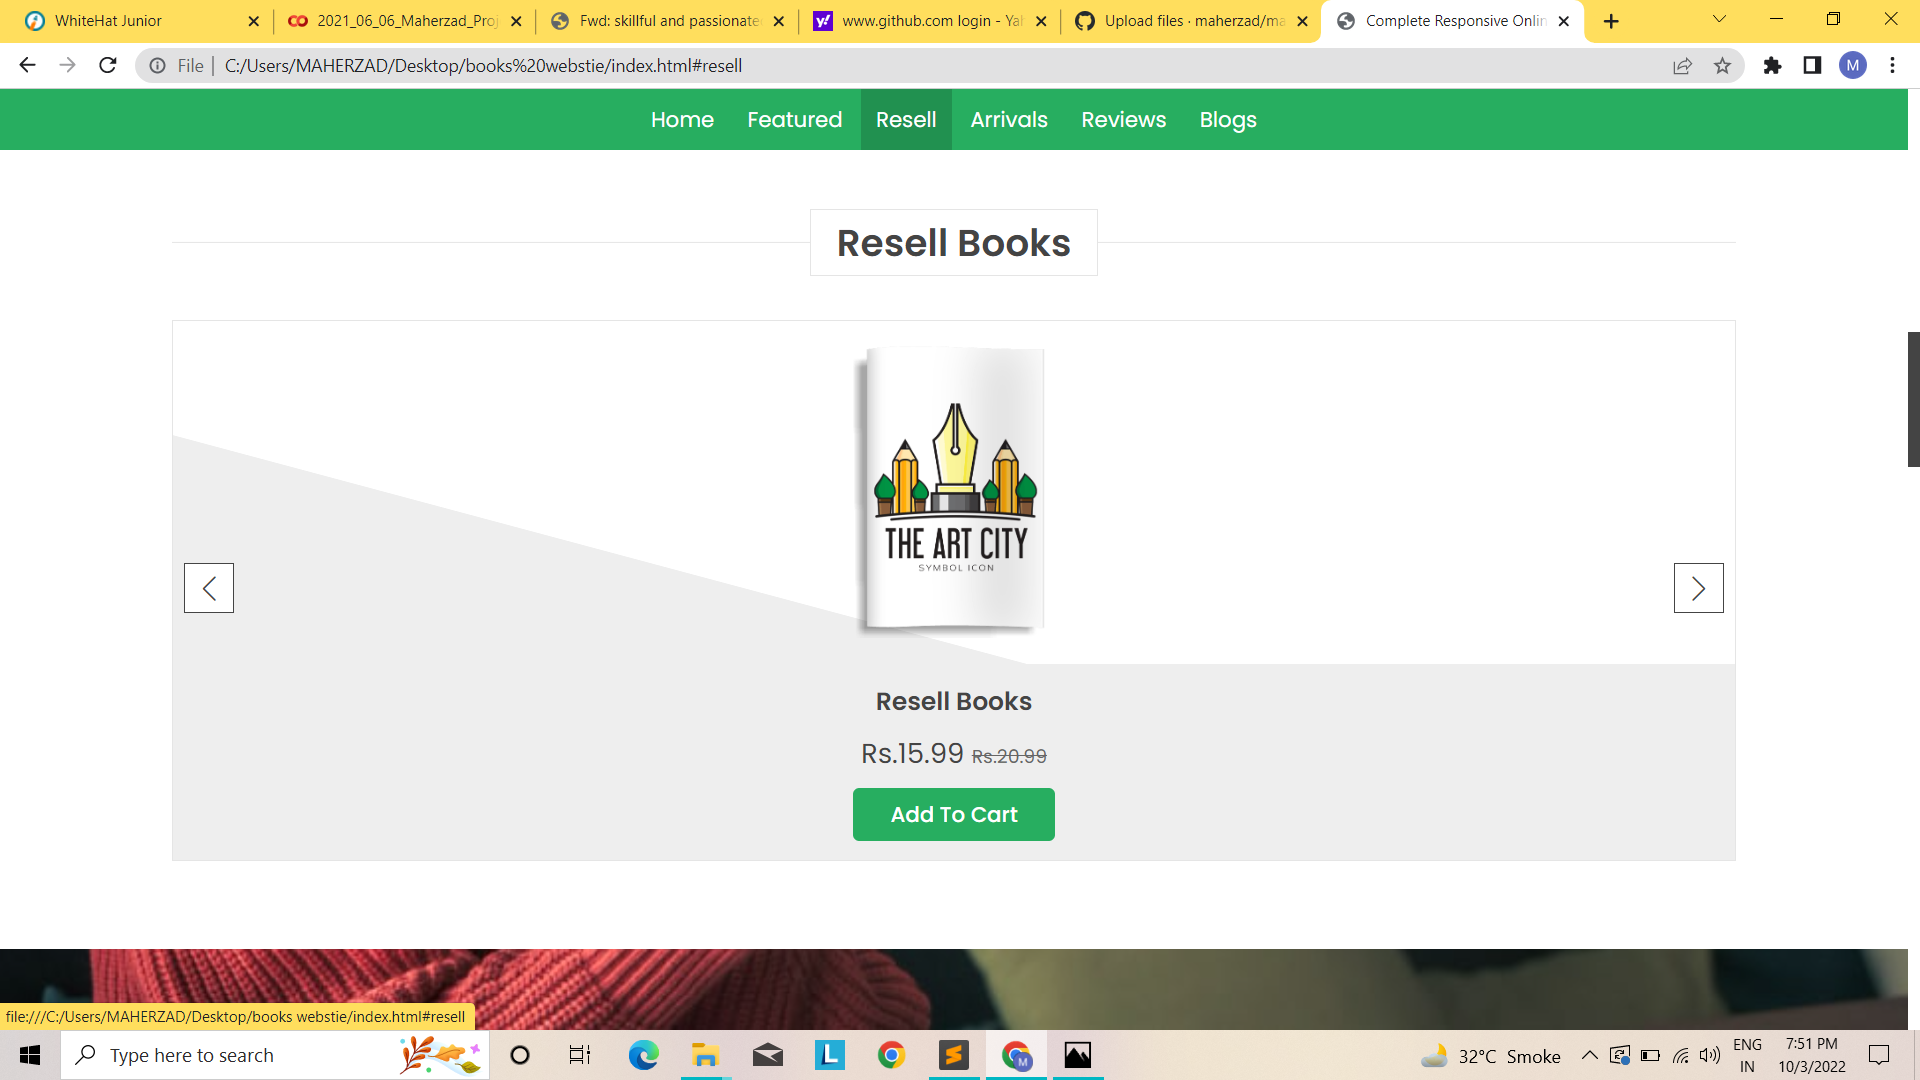 WhiteHat Junior
2021_06_06_Maherzad_Proj
Fwd: skillful and passionate
www.github.com login - Yah
Upload files · maherzad/ma
Complete Responsive Onlin
File
C:/Users/MAHERZAD/Desktop/books%20webstie/index.html#resell
M
Home Featured Resell Arrivals Reviews Blogs
Resell Books
THE ART CITY
SYMBOL ICON
Resell Books
Rs.15.99 Rs.20.99
Add To Cart
file:///C:/Users/MAHERZAD/Desktop/books webstie/index.html#resell
Type here to search
L
M
32°C Smoke
ENG
IN
7:51 PM
10/3/2022